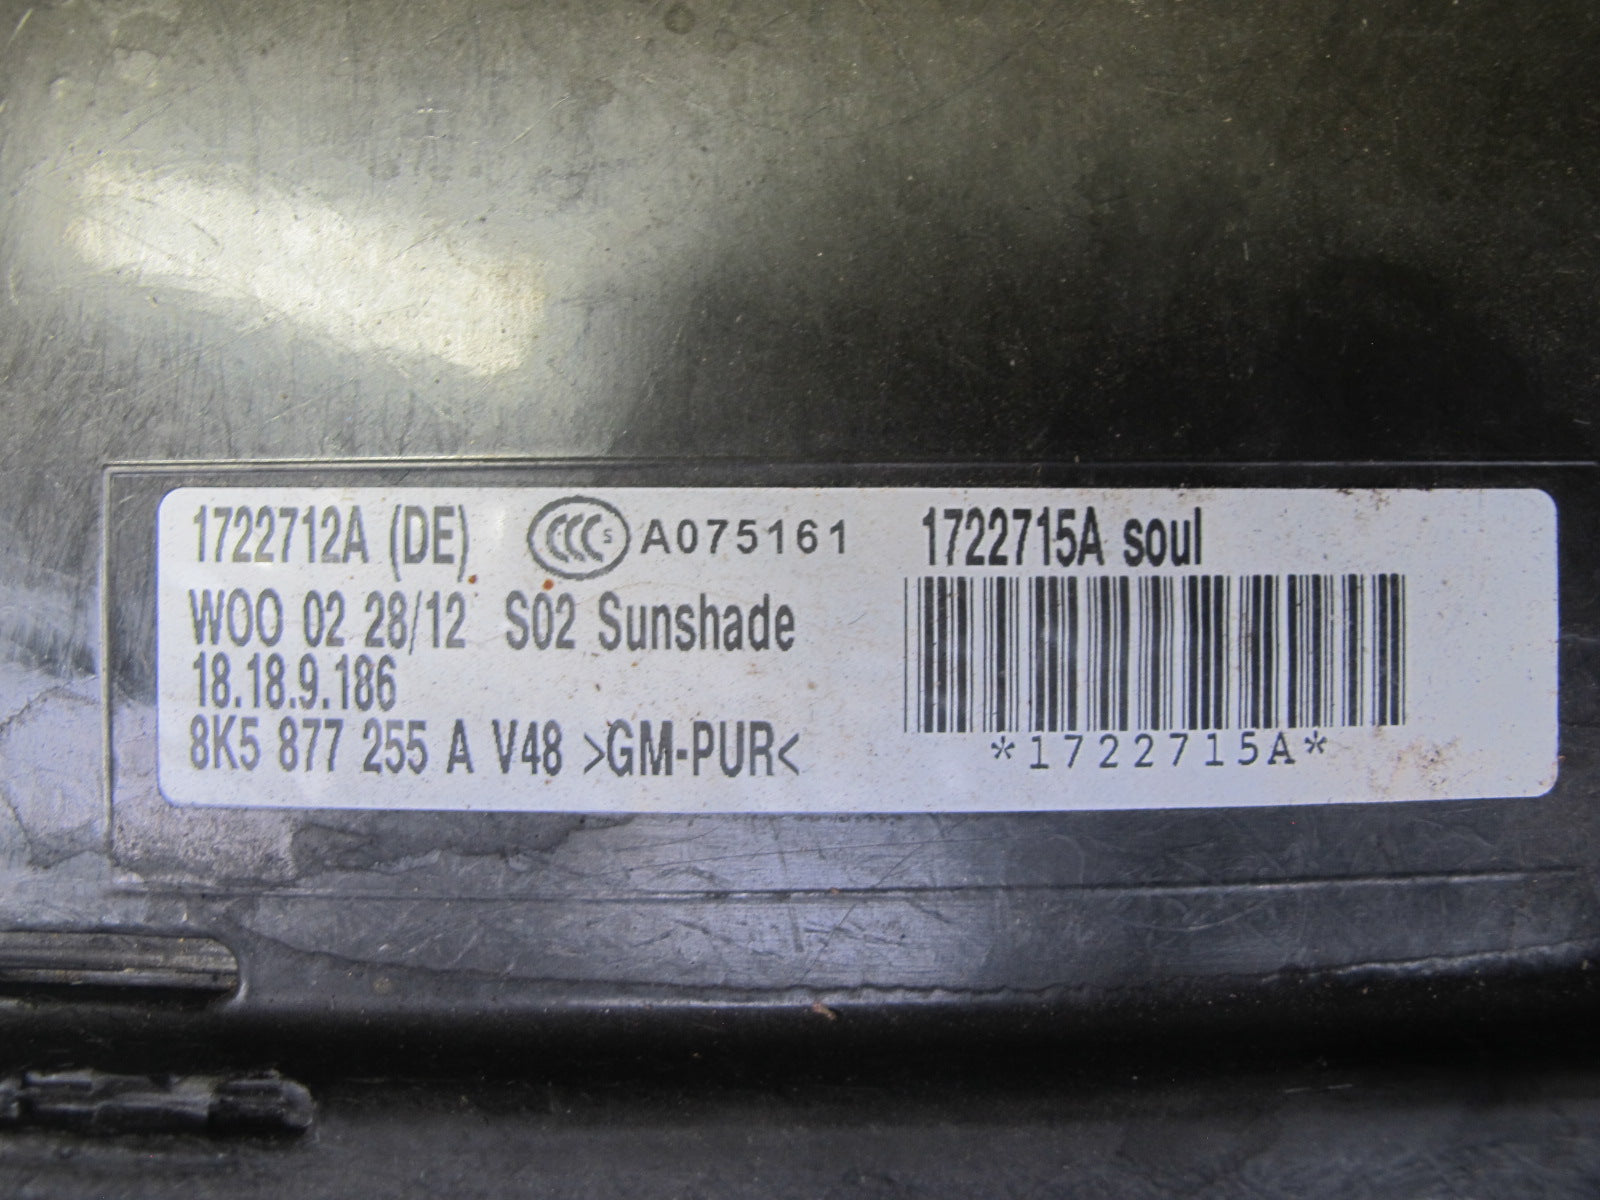 1722712A (DE) CCC S A075161 1722715A soul
WOO 02 28/12 S02 Sunshade
18.18.9.186
8K5 877 255 A V48 >GM-PUR<
*1722715A*